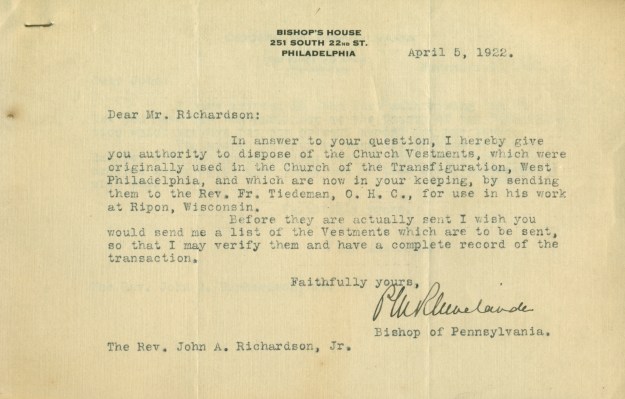 BISHOP'S HOUSE
251 SOUTH 22ND ST.
PHILADELPHIA
April 5, 1922.
Dear Mr. Richardson:
In answer to your question, I hereby give
you authority to dispose of the Church Vestments, which were
originally used in the Church of the Transfiguration, West
Philadelphia, and which are now in your keeping, by sending
them to the Rev. Fr. Tiedeman, O. H. C., for use in his work
at Ripon, Wisconsin.
Before they are actually sent I wish you
would send me a list of the Vestments which are to be sent,
so that I may verify them and have a complete record of the
transaction.
Faithfully yours,
Bishop of Pennsylvania.
The Rev. John A. Richardson, Jr.